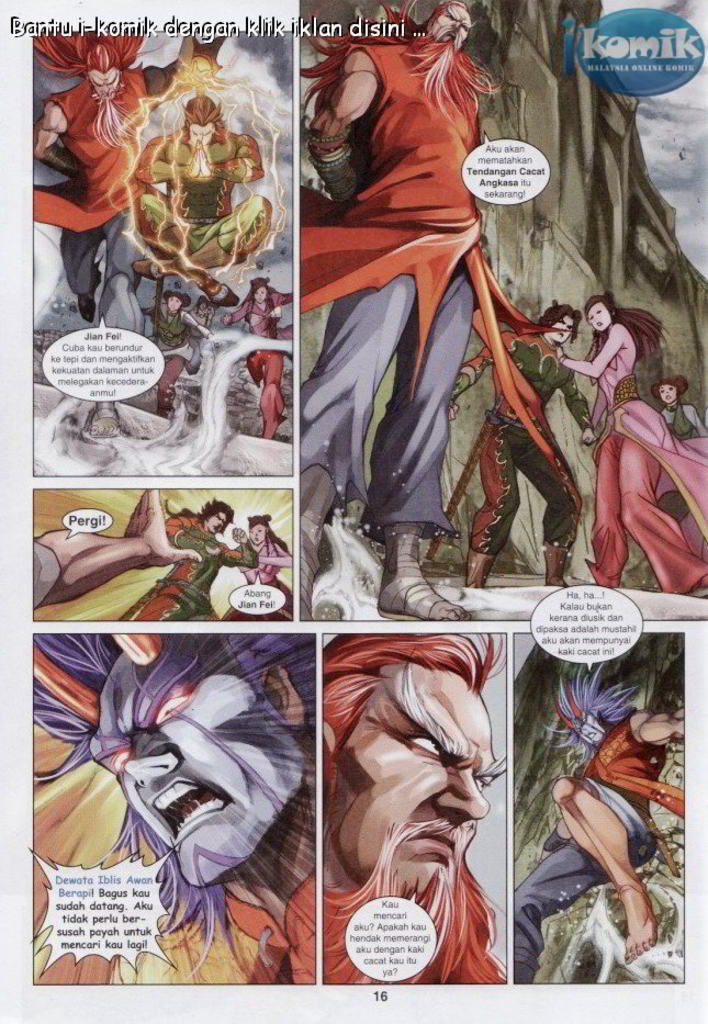 Bantu i-komik dengan klik iklan disini ...
ikomik
MALAYSIA ONLINE KOMIK
Jian Fei!
Cuba kau berundur
ke tepi dan mengaktifkan
kekuatan dalaman untuk
melegakan kecedera-
anmu!
Aku akan
mematahkan
Tendangan Cacat
Angkasa itu
sekarang!
Pergi!
Abang
Jian Fei!
Dewata Iblis Awan
Berapi! Bagus kau
sudah datang. Aku
tidak perlu ber-
susah payah untuk
mencari kau lagi!
Kau
mencari
aku? Apakah kau
hendak memerangi
aku dengan kaki
cacat kau itu
ya?
Ha, ha...!
Kalau bukan
kerana diusik dan
dipaksa adalah mustahil
aku akan mempunyai
kaki cacat ini!
16